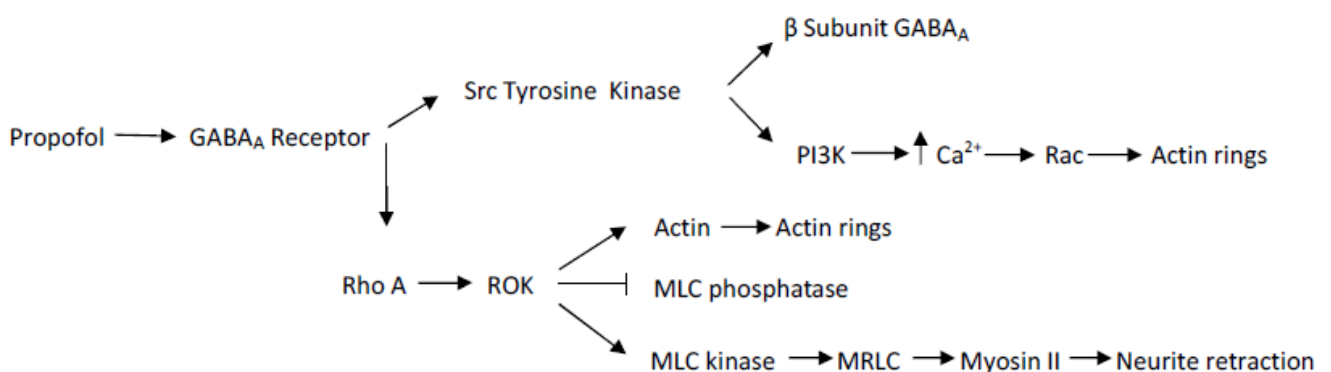 β Subunit GABAA
Src Tyrosine Kinase
Propofol GABAA Receptor
PI3K Ca2+ Rac Actin rings
Actin Actin rings
Rho A ROK MLC phosphatase
MLC kinase MRLC Myosin II Neurite retraction